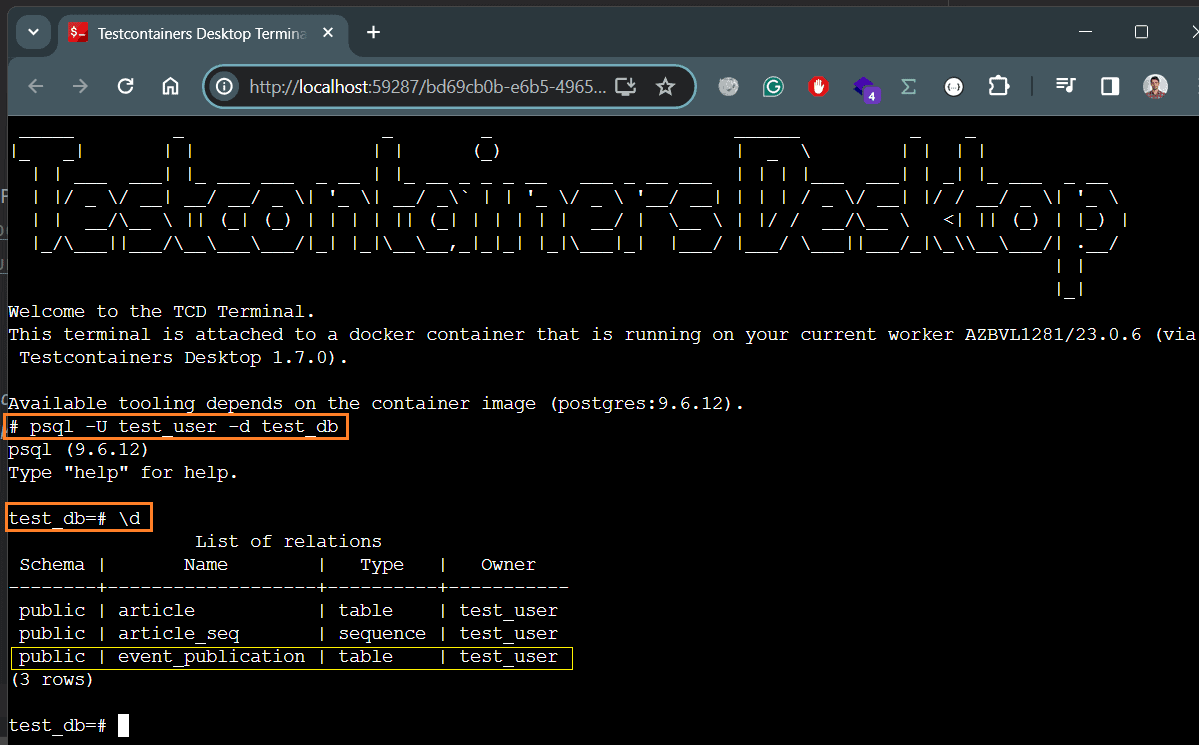 Testcontainers Desktop Termina
http://localhost:59287/bd69cb0b-e6b5-4965...
4
Testcontainers Desktop
Welcome to the TCD Terminal.
This terminal is attached to a docker container that is running on your current worker AZBVL1281/23.0.6 (via
Testcontainers Desktop 1.7.0).
Available tooling depends on the container image (postgres:9.6.12).
# psql -U test_user -d test_db
psql (9.6.12)
Type "help" for help.
test_db=# \d
List of relations
Schema | Name | Type | Owner
--------+-------------------+----------+-----------
public | article | table | test_user
public | article_seq | sequence | test_user
public | event_publication | table | test_user
(3 rows)
test_db=#